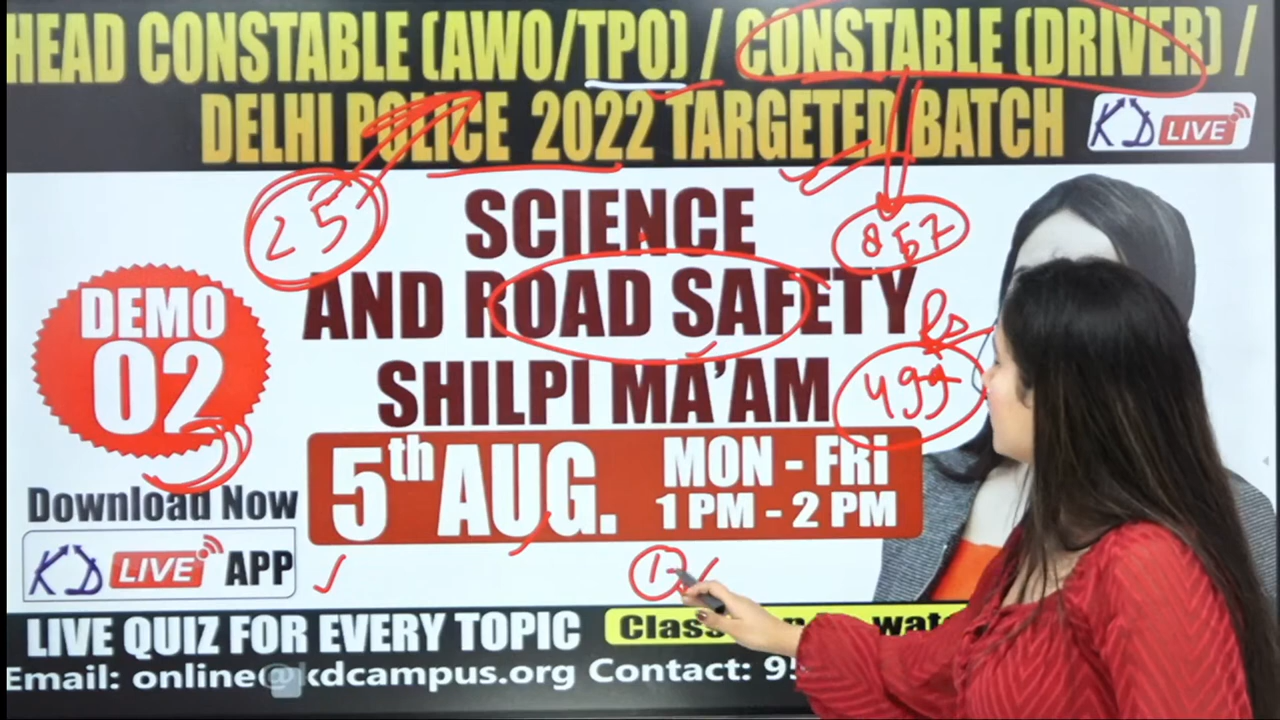 HEAD CONSTABLE (AWO/TPO) / CONSTABLE (DRIVER) /
DELHI POLICE 2022 TARGETED BATCH
KD LIVE
25
SCIENCE
857
AND ROAD SAFETY
Rs
DEMO
02
SHILPI MA'AM
499
5th AUG.
MON - FRI
1 PM - 2 PM
Download Now
KD LIVE APP
LIVE QUIZ FOR EVERY TOPIC
Email: online@kdcampus.org Contact: 95